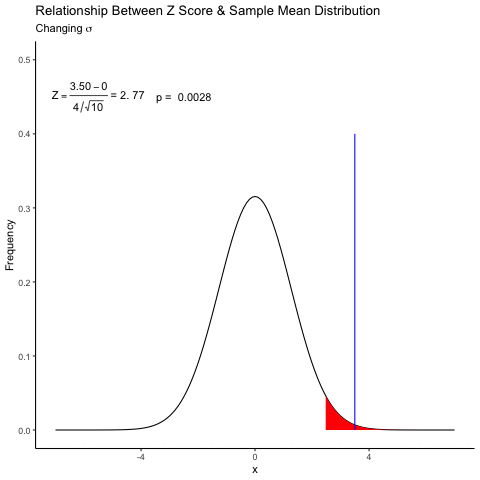 Relationship Between Z Score & Sample Mean Distribution
Changing σ
0.5
Z = (3.50 − 0)/(4/√10) = 2. 77 p = 0.0028
0.4
0.3
0.2
0.1
0.0
Frequency
-4 0 4
x